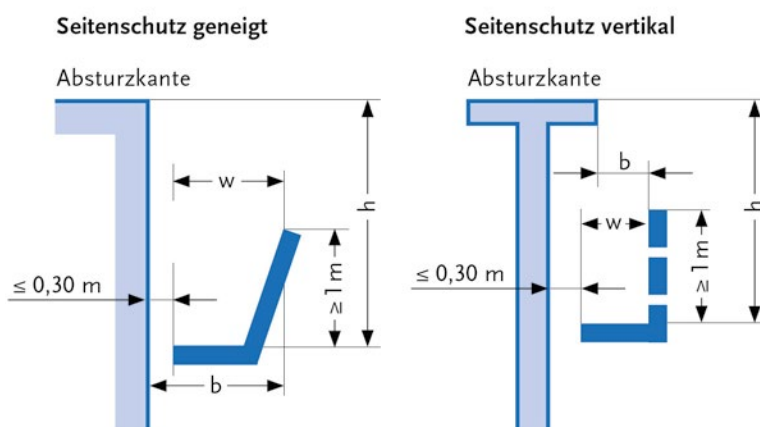 Seitenschutz geneigt
Absturzkante
w
h
≤ 0,30 m
≥ 1 m
b
Seitenschutz vertikal
Absturzkante
b
w
h
≤ 0,30 m
≥ 1 m